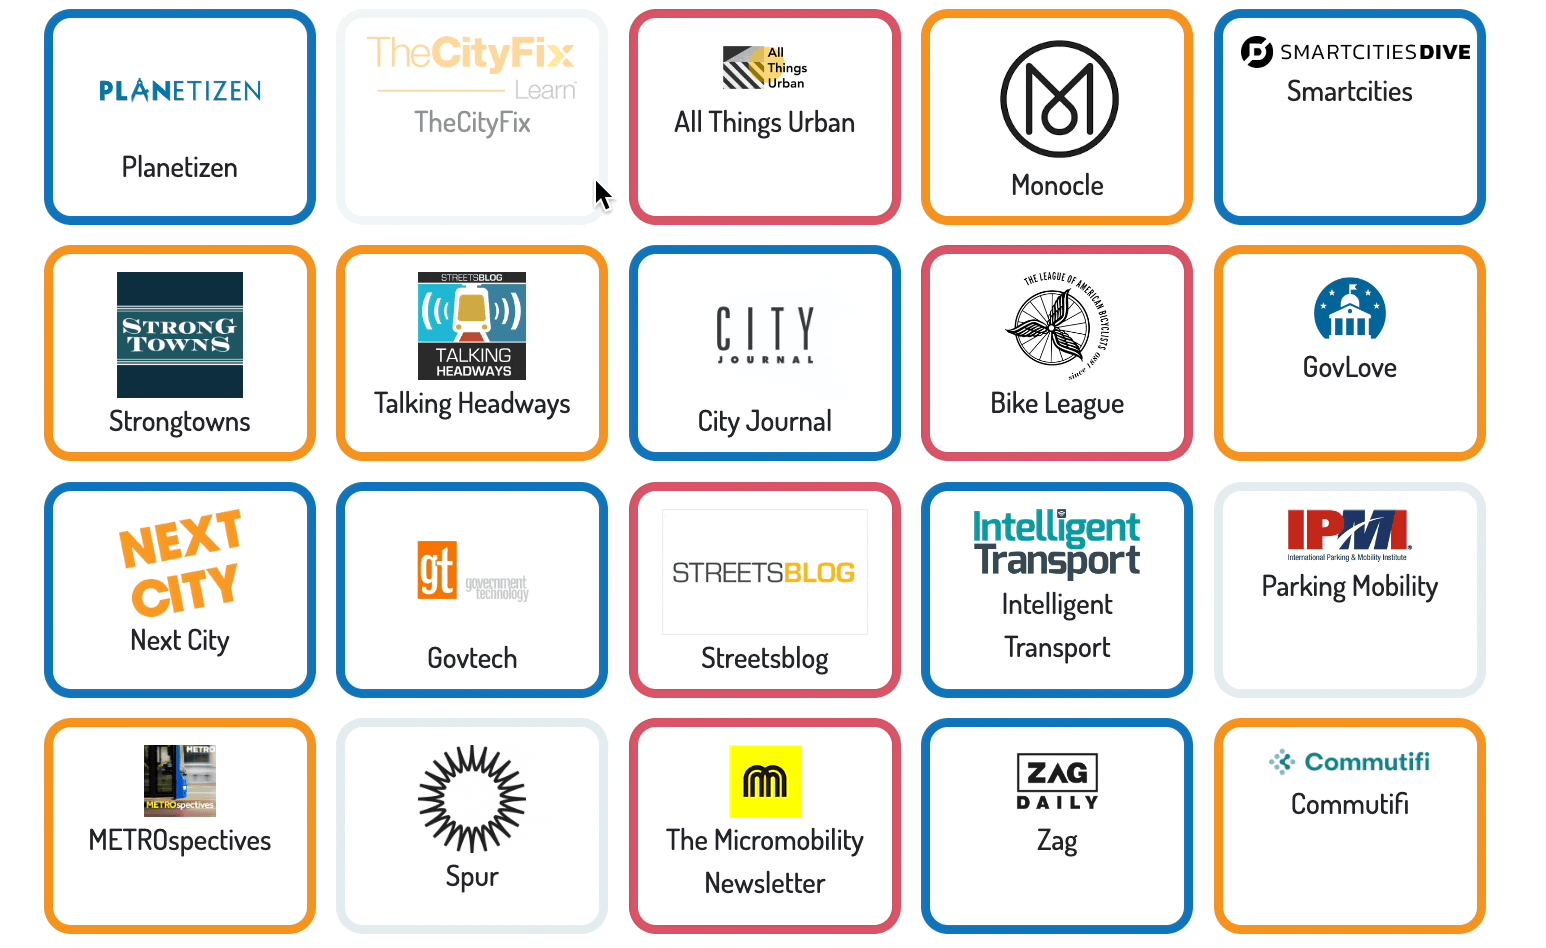 PLANETIZEN
Planetizen
TheCityFix
Learn™
TheCityFix
All
Things
Urban
All Things Urban
Monocle
SMARTCITIESDIVE
Smartcities
STRONG
TOWNS
Strongtowns
STREETSBLOG
TALKING
HEADWAYS
Talking Headways
CITY
JOURNAL
City Journal
THE LEAGUE OF AMERICAN BICYCLISTS
since 1880
Bike League
GovLove
NEXT
CITY
Next City
gt government
technology
Govtech
STREETSBLOG
Streetsblog
Intelligent
Transport
Intelligent
Transport
IPMI®
International Parking & Mobility Institute
Parking Mobility
METRO
METROspectives
METROspectives
Spur
m
The Micromobility
Newsletter
ZAG
DAILY
Zag
Commutifi
Commutifi